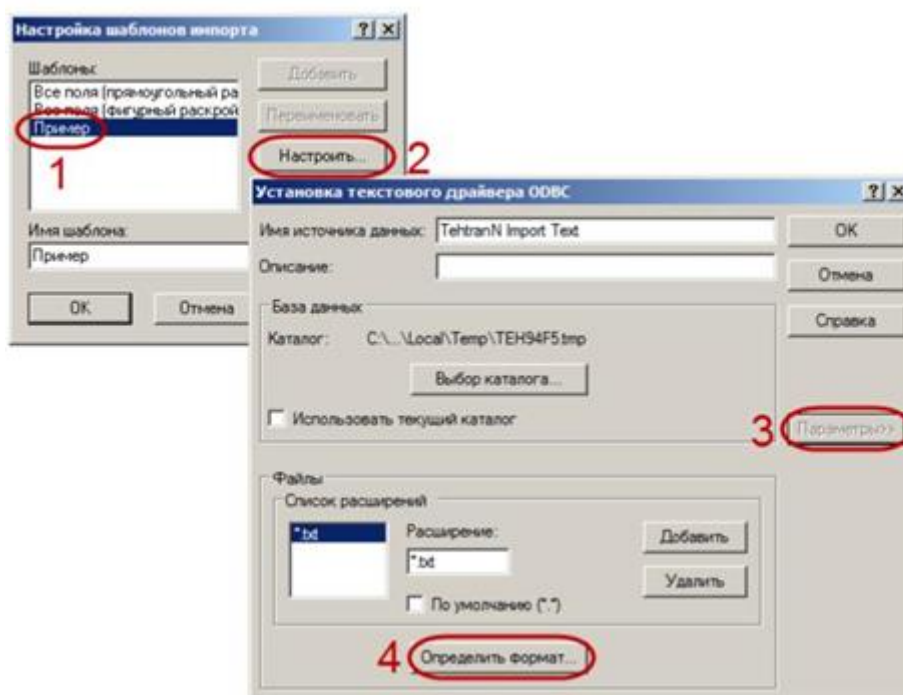 Настройка шаблонов импорта
Шаблоны:
Все поля (прямоугольный ра
Все поля (фигурный раскрой
Пример
1
Добавить
Переименовать
Настроить...
2
Имя шаблона:
Пример
OK
Отмена
Установка текстового драйвера ODBC
Имя источника данных:
TehtranN Import Text
Описание:
OK
Отмена
Справка
База данных
Каталог:
C:\...\Local\Temp\TEH94F5.tmp
Выбор каталога...
Использовать текущий каталог
3
Параметры>>
Файлы
Список расширений
*.txt
Расширение:
*.txt
Добавить
Удалить
По умолчанию (*.*)
4
Определить формат...